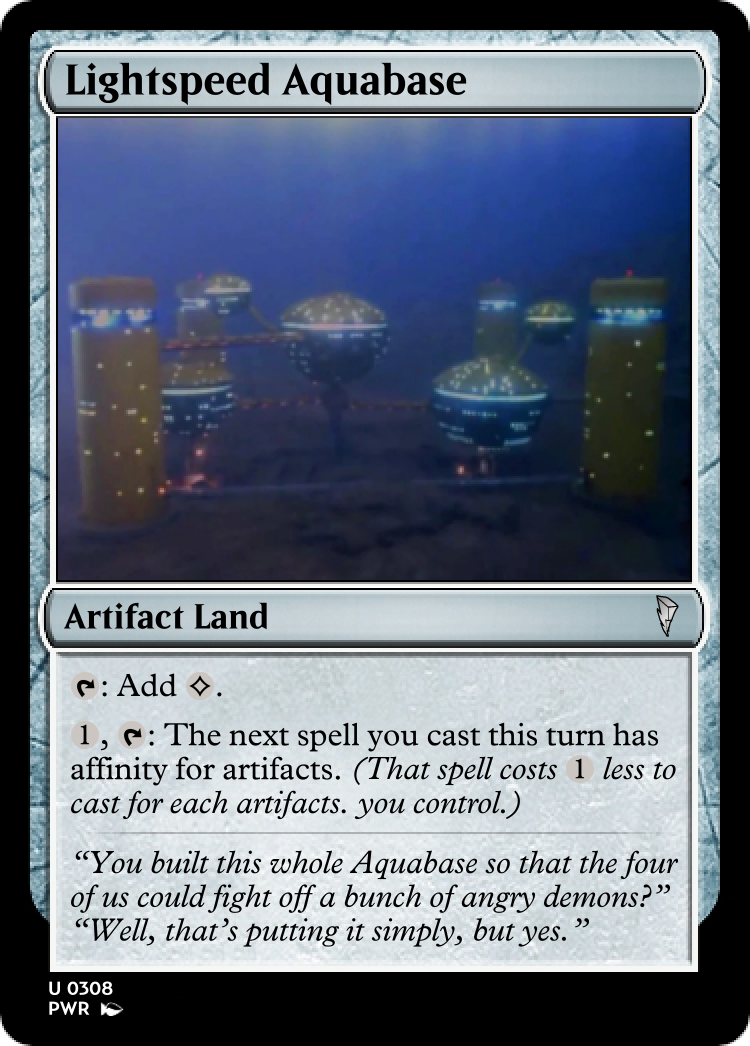 Lightspeed Aquabase
Artifact Land
: Add .
1, : The next spell you cast this turn has
affinity for artifacts. (That spell costs 1 less to
cast for each artifacts. you control.)
“You built this whole Aquabase so that the four
of us could fight off a bunch of angry demons?”
“Well, that’s putting it simply, but yes.”
U 0308
PWR